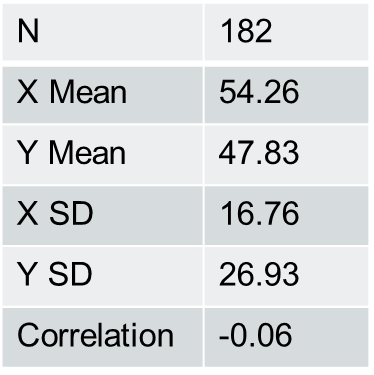 N 182
X Mean 54.26
Y Mean 47.83
X SD 16.76
Y SD 26.93
Correlation -0.06